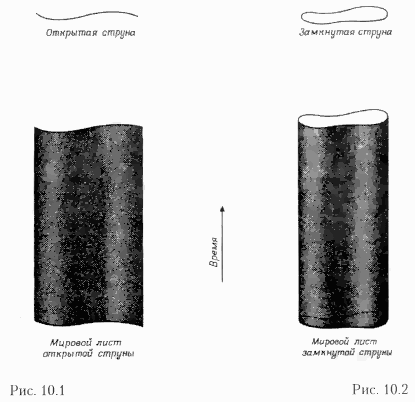 Открытая струна
Замкнутая струна
Время
Мировой лист
открытой струны
Мировой лист
замкнутой струны
Рис. 10.1
Рис. 10.2